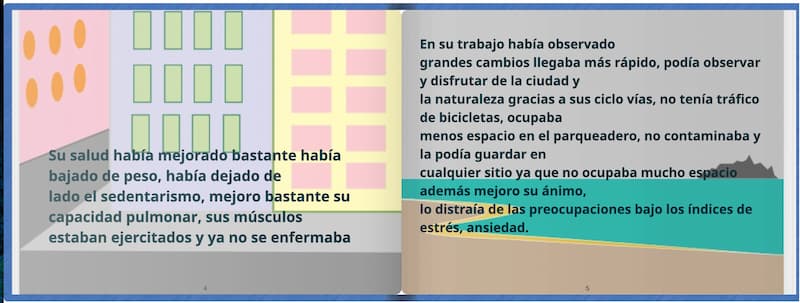 Su salud había mejorado bastante había
bajado de peso, había dejado de
lado el sedentarismo, mejoro bastante su
capacidad pulmonar, sus músculos
estaban ejercitados y ya no se enfermaba
4
En su trabajo había observado
grandes cambios llegaba más rápido, podía observar
y disfrutar de la ciudad y
la naturaleza gracias a sus ciclo vías, no tenía tráfico
de bicicletas, ocupaba
menos espacio en el parqueadero, no contaminaba y
la podía guardar en
cualquier sitio ya que no ocupaba mucho espacio
además mejoro su ánimo,
lo distraía de las preocupaciones bajo los índices de
estrés, ansiedad.
5